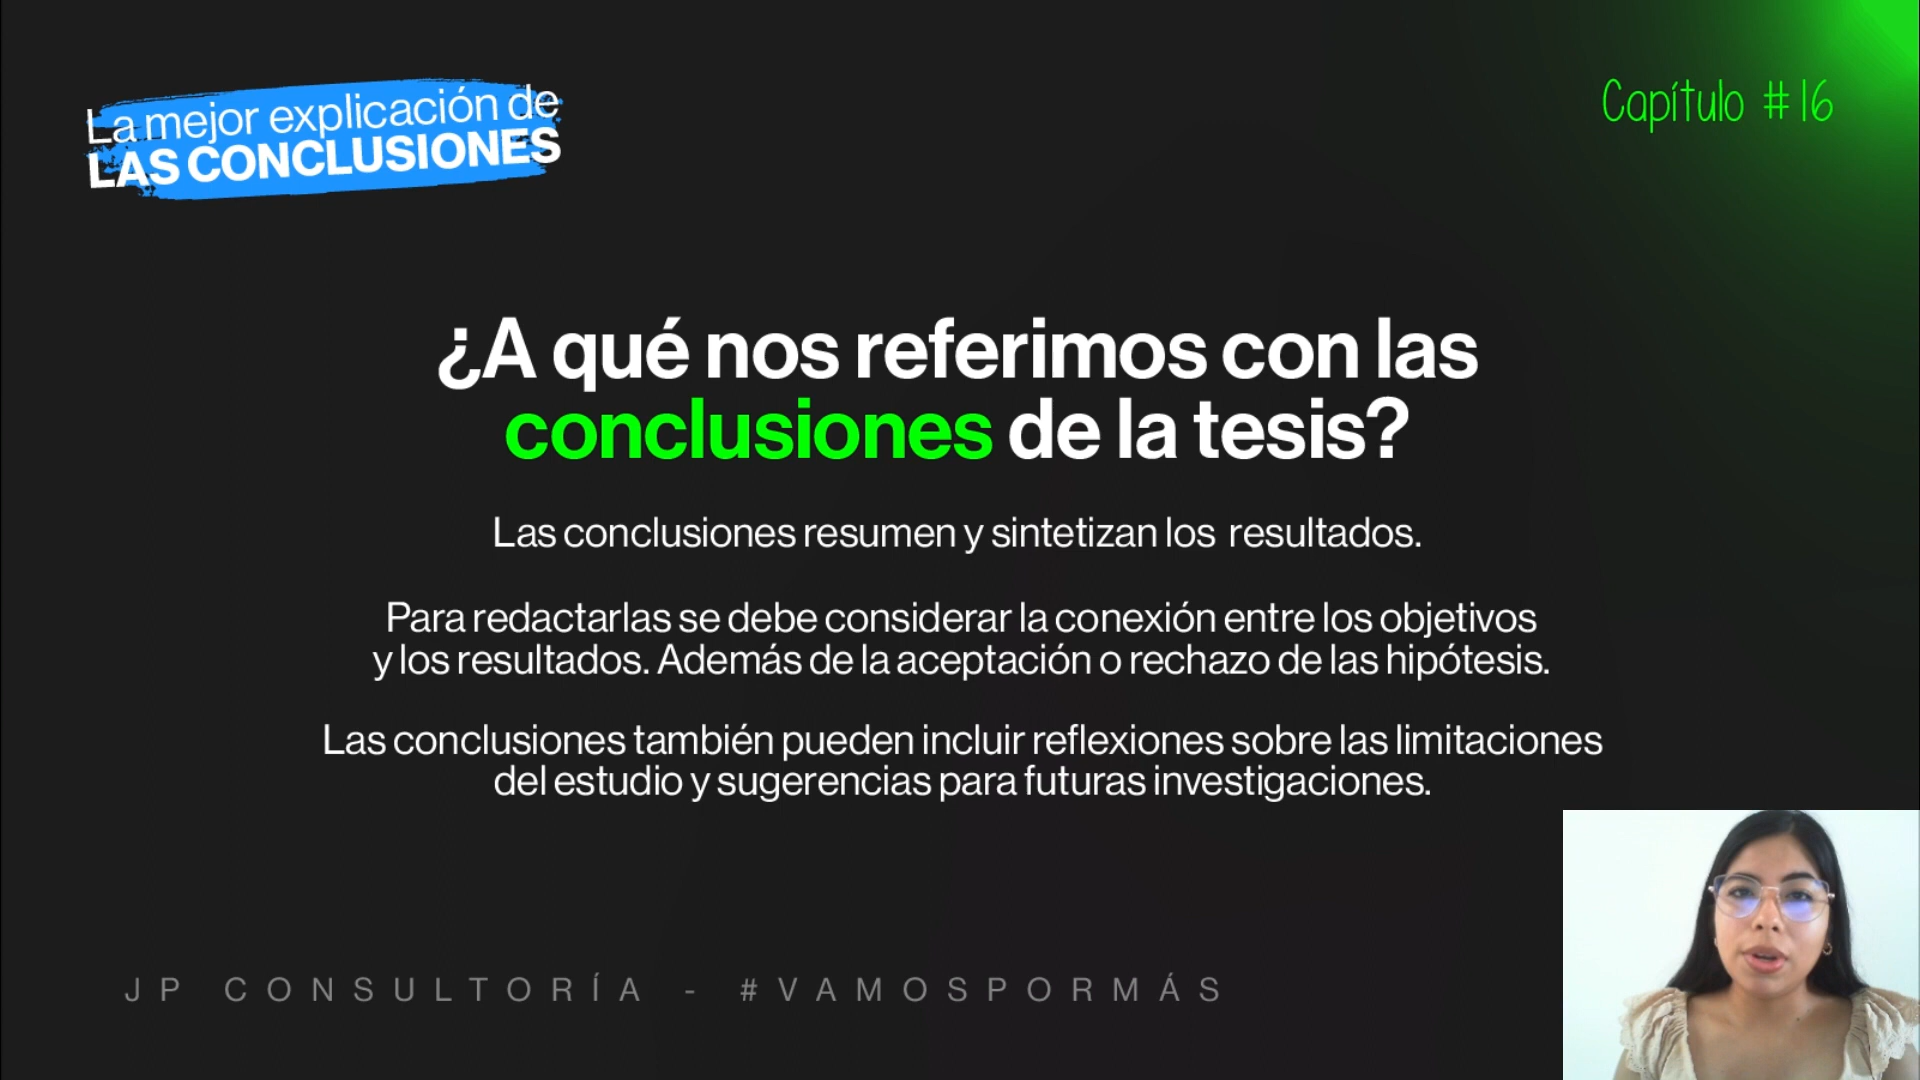 La mejor explicación de
LAS CONCLUSIONES
Capítulo #16
¿A qué nos referimos con las
conclusiones de la tesis?
Las conclusiones resumen y sintetizan los resultados.
Para redactarlas se debe considerar la conexión entre los objetivos
y los resultados. Además de la aceptación o rechazo de las hipótesis.
Las conclusiones también pueden incluir reflexiones sobre las limitaciones
del estudio y sugerencias para futuras investigaciones.
JP CONSULTORÍA - #VAMOSPORMÁS